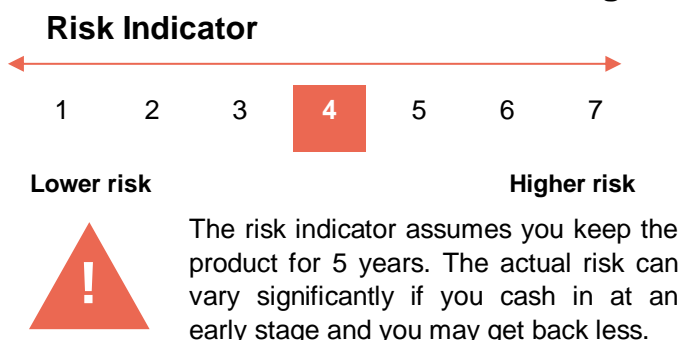 Risk Indicator
1 2 3 4 5 6 7
Lower risk Higher risk
!
The risk indicator assumes you keep the
product for 5 years. The actual risk can
vary significantly if you cash in at an
early stage and you may get back less.